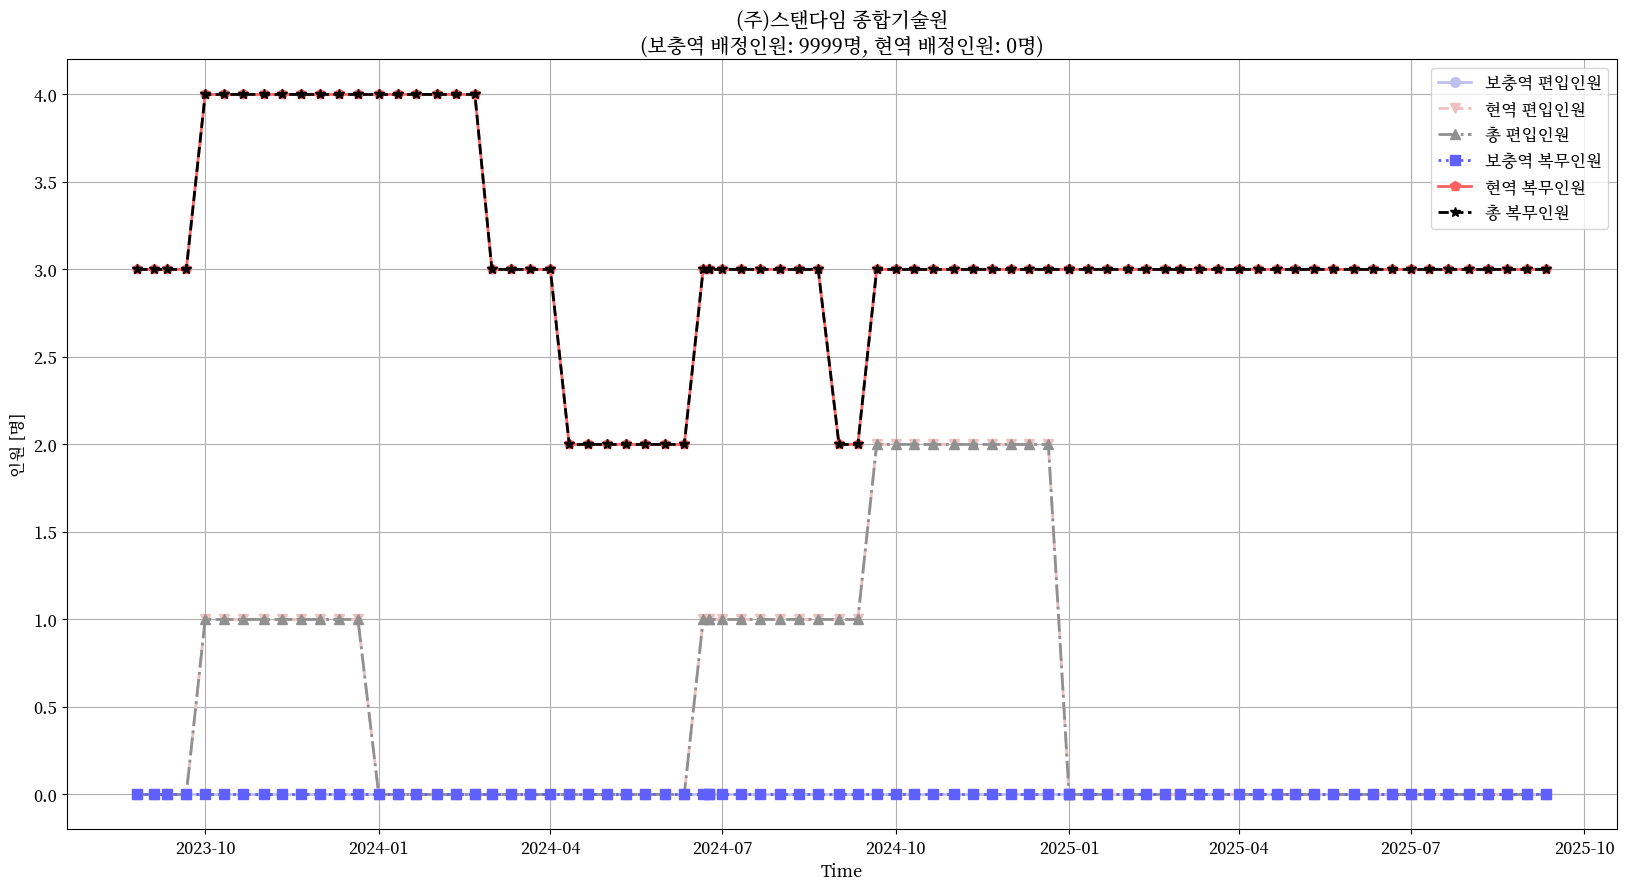 (주)스탠다임 종합기술원
(보충역 배정인원: 9999명, 현역 배정인원: 0명)
보충역 편입인원
현역 편입인원
총 편입인원
보충역 복무인원
현역 복무인원
총 복무인원
4.0
3.5
3.0
2.5
2.0
1.5
1.0
0.5
0.0
인원 [명]
2023-10
2024-01
2024-04
2024-07
2024-10
2025-01
2025-04
2025-07
2025-10
Time